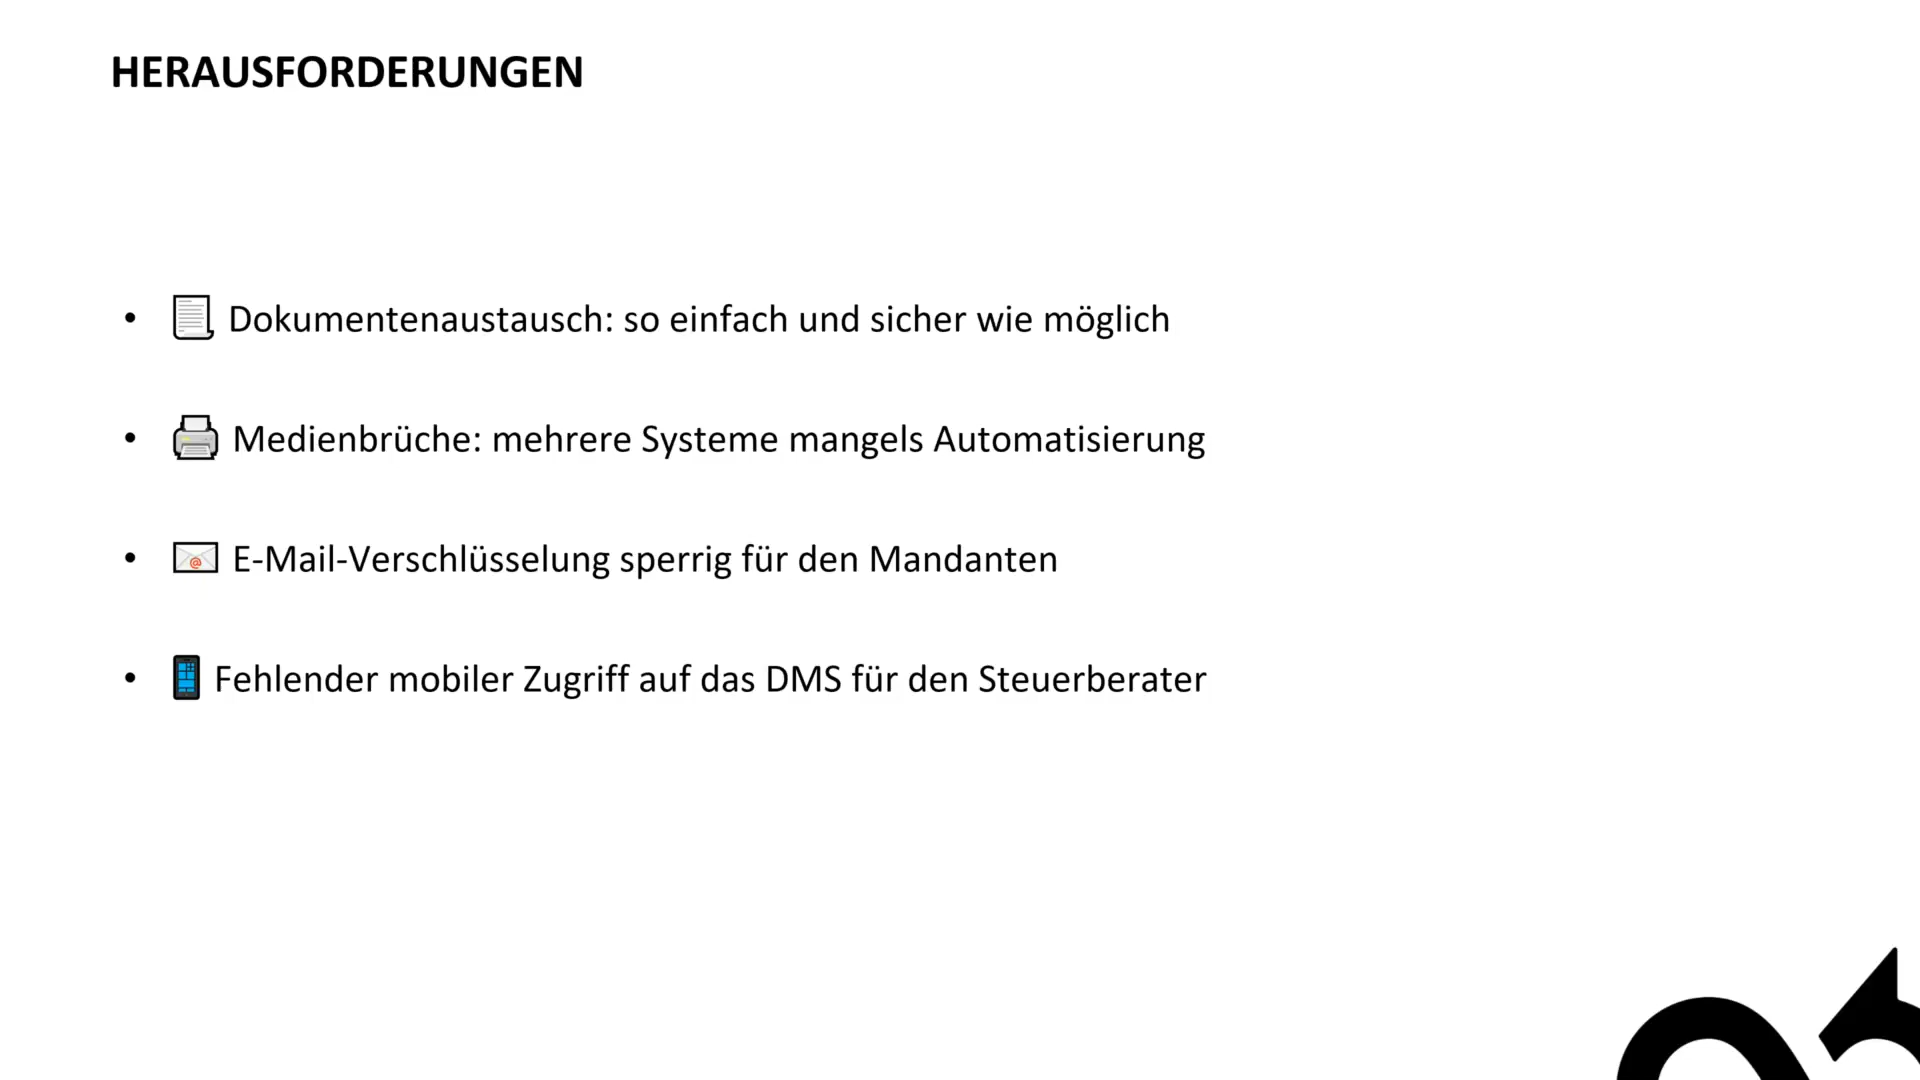 HERAUSFORDERUNGEN
• Dokumentenaustausch: so einfach und sicher wie möglich
• Medienbrüche: mehrere Systeme mangels Automatisierung
• E-Mail-Verschlüsselung sperrig für den Mandanten
• Fehlender mobiler Zugriff auf das DMS für den Steuerberater